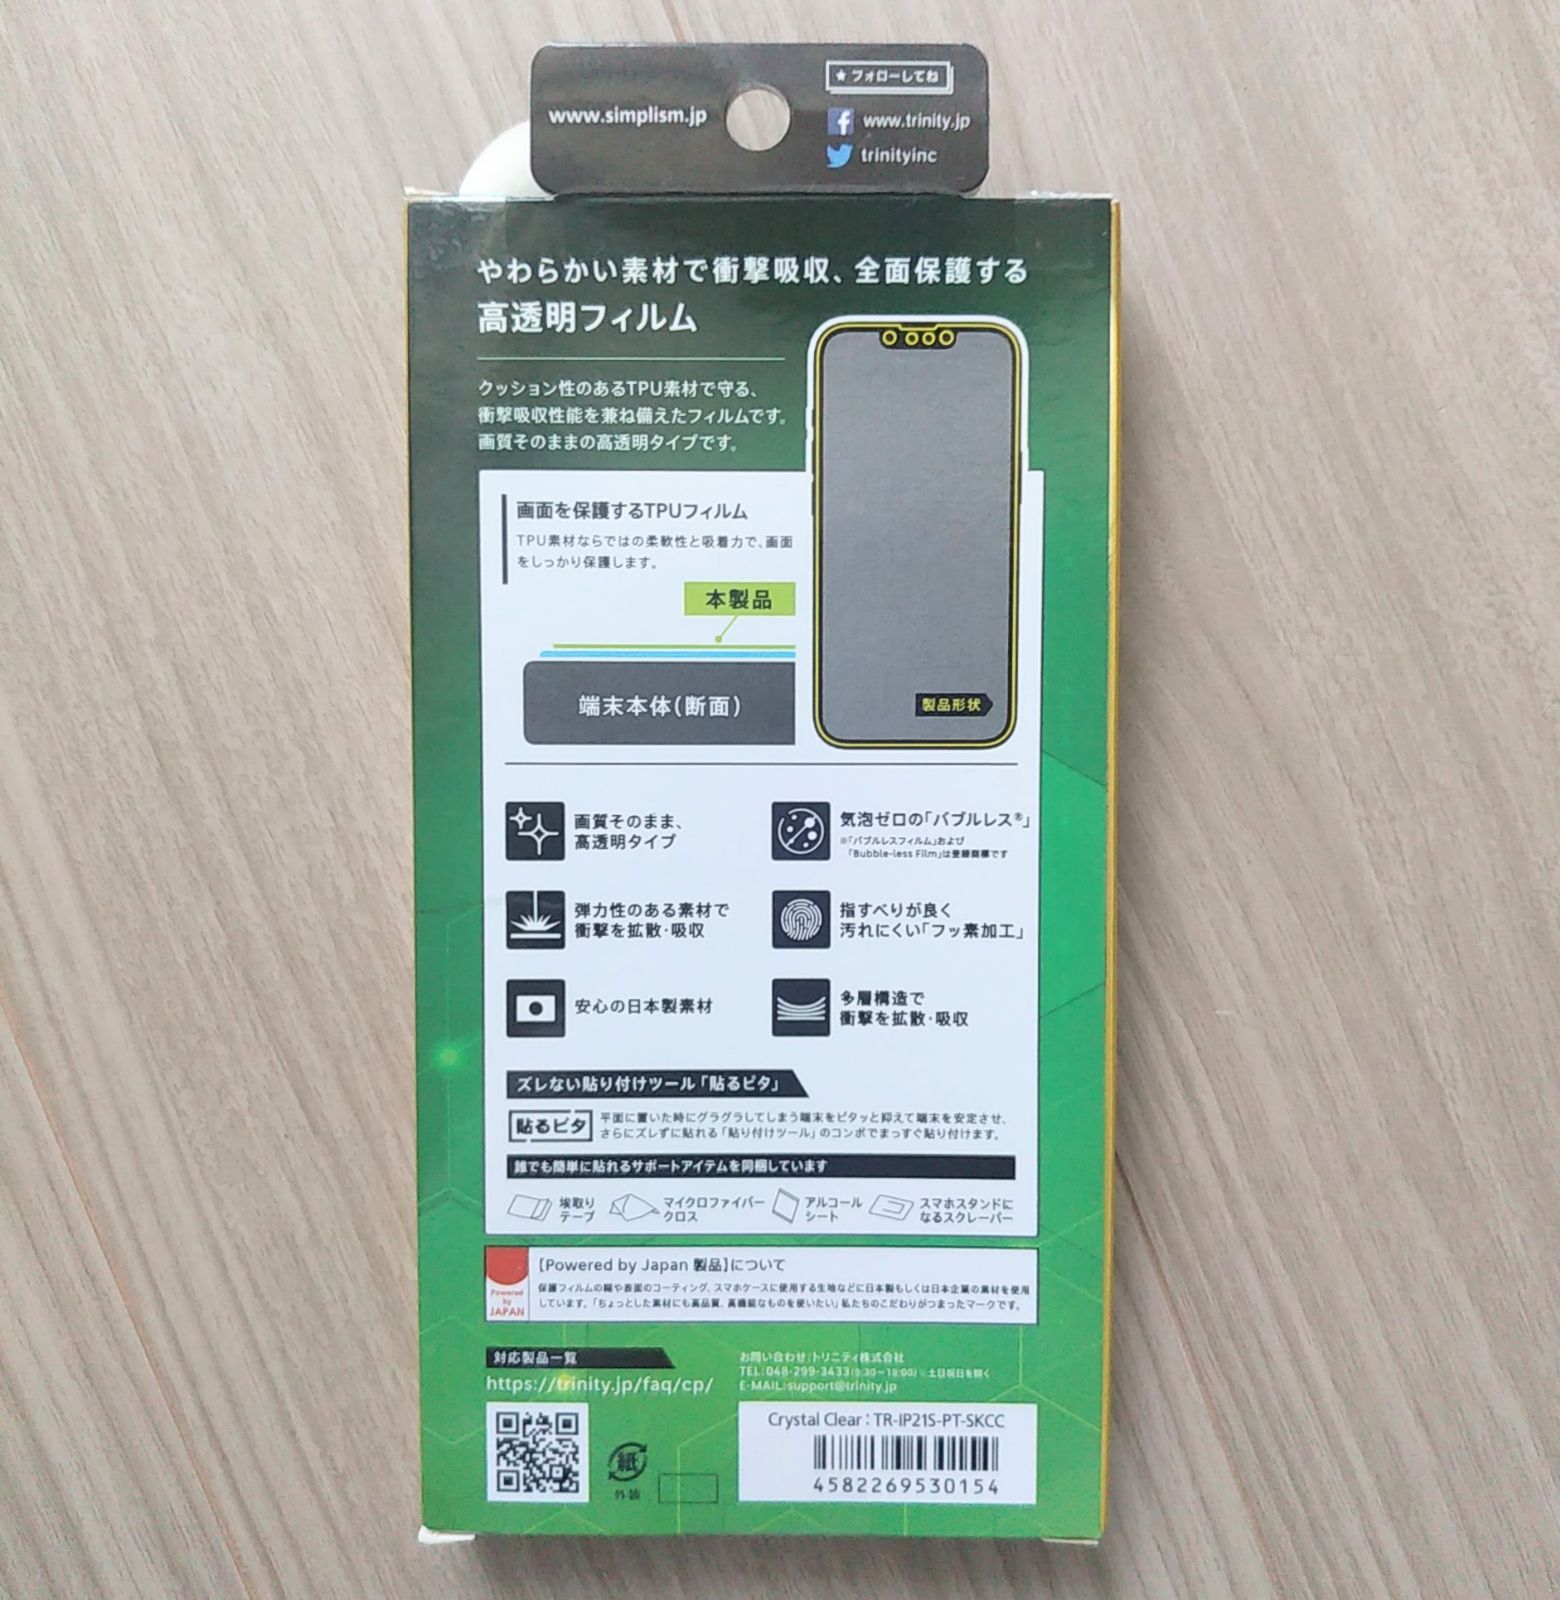 www.simplism.jp
★フォローしてね
www.trinity.jp
trinityinc
やわらかい素材で衝撃吸収、全面保護する
高透明フィルム
クッション性のあるTPU素材で守る、
衝撃吸収性能を兼ね備えたフィルムです。
画質そのままの高透明タイプです。
画面を保護するTPUフィルム
TPU素材ならではの柔軟性と吸着力で、画面
をしっかり保護します。
本製品
端末本体(断面)
製品形状
画質そのまま、
高透明タイプ
気泡ゼロの「バブルレス®」
※「バブルレスフィルム」および
「Bubble-less Film」は登録商標です
弾力性のある素材で
衝撃を拡散・吸収
指すべりが良く
汚れにくい「フッ素加工」
安心の日本製素材
多層構造で
衝撃を拡散・吸収
ズレない貼り付けツール「貼るピタ」
貼るピタ
平面に置いた時にグラグラしてしまう端末をピタッと抑えて端末を安定させ、
さらにズレずに貼れる「貼り付けツール」のコンボでまっすぐ貼り付けます。
誰でも簡単に貼れるサポートアイテムを同梱しています
埃取り
テープ
マイクロファイバー
クロス
アルコール
シート
スマホスタンドに
なるスクレーパー
Powered
by
JAPAN
[Powered by Japan 製品]について
保護フィルムの糊や表面のコーティング、スマホケースに使用する生地などに日本製もしくは日本企業の素材を使用
しています。「ちょっとした素材にも高品質、高機能なものを使いたい」私たちのこだわりがつまったマークです。
対応製品一覧
https://trinity.jp/faq/cp/
お問い合わせ:トリニティ株式会社
TEL:048-299-3433(9:30~18:00) ※土日祝日を除く
E-MAIL:support@trinity.jp
紙
外装
Crystal Clear : TR-IP21S-PT-SKCC
4582269530154